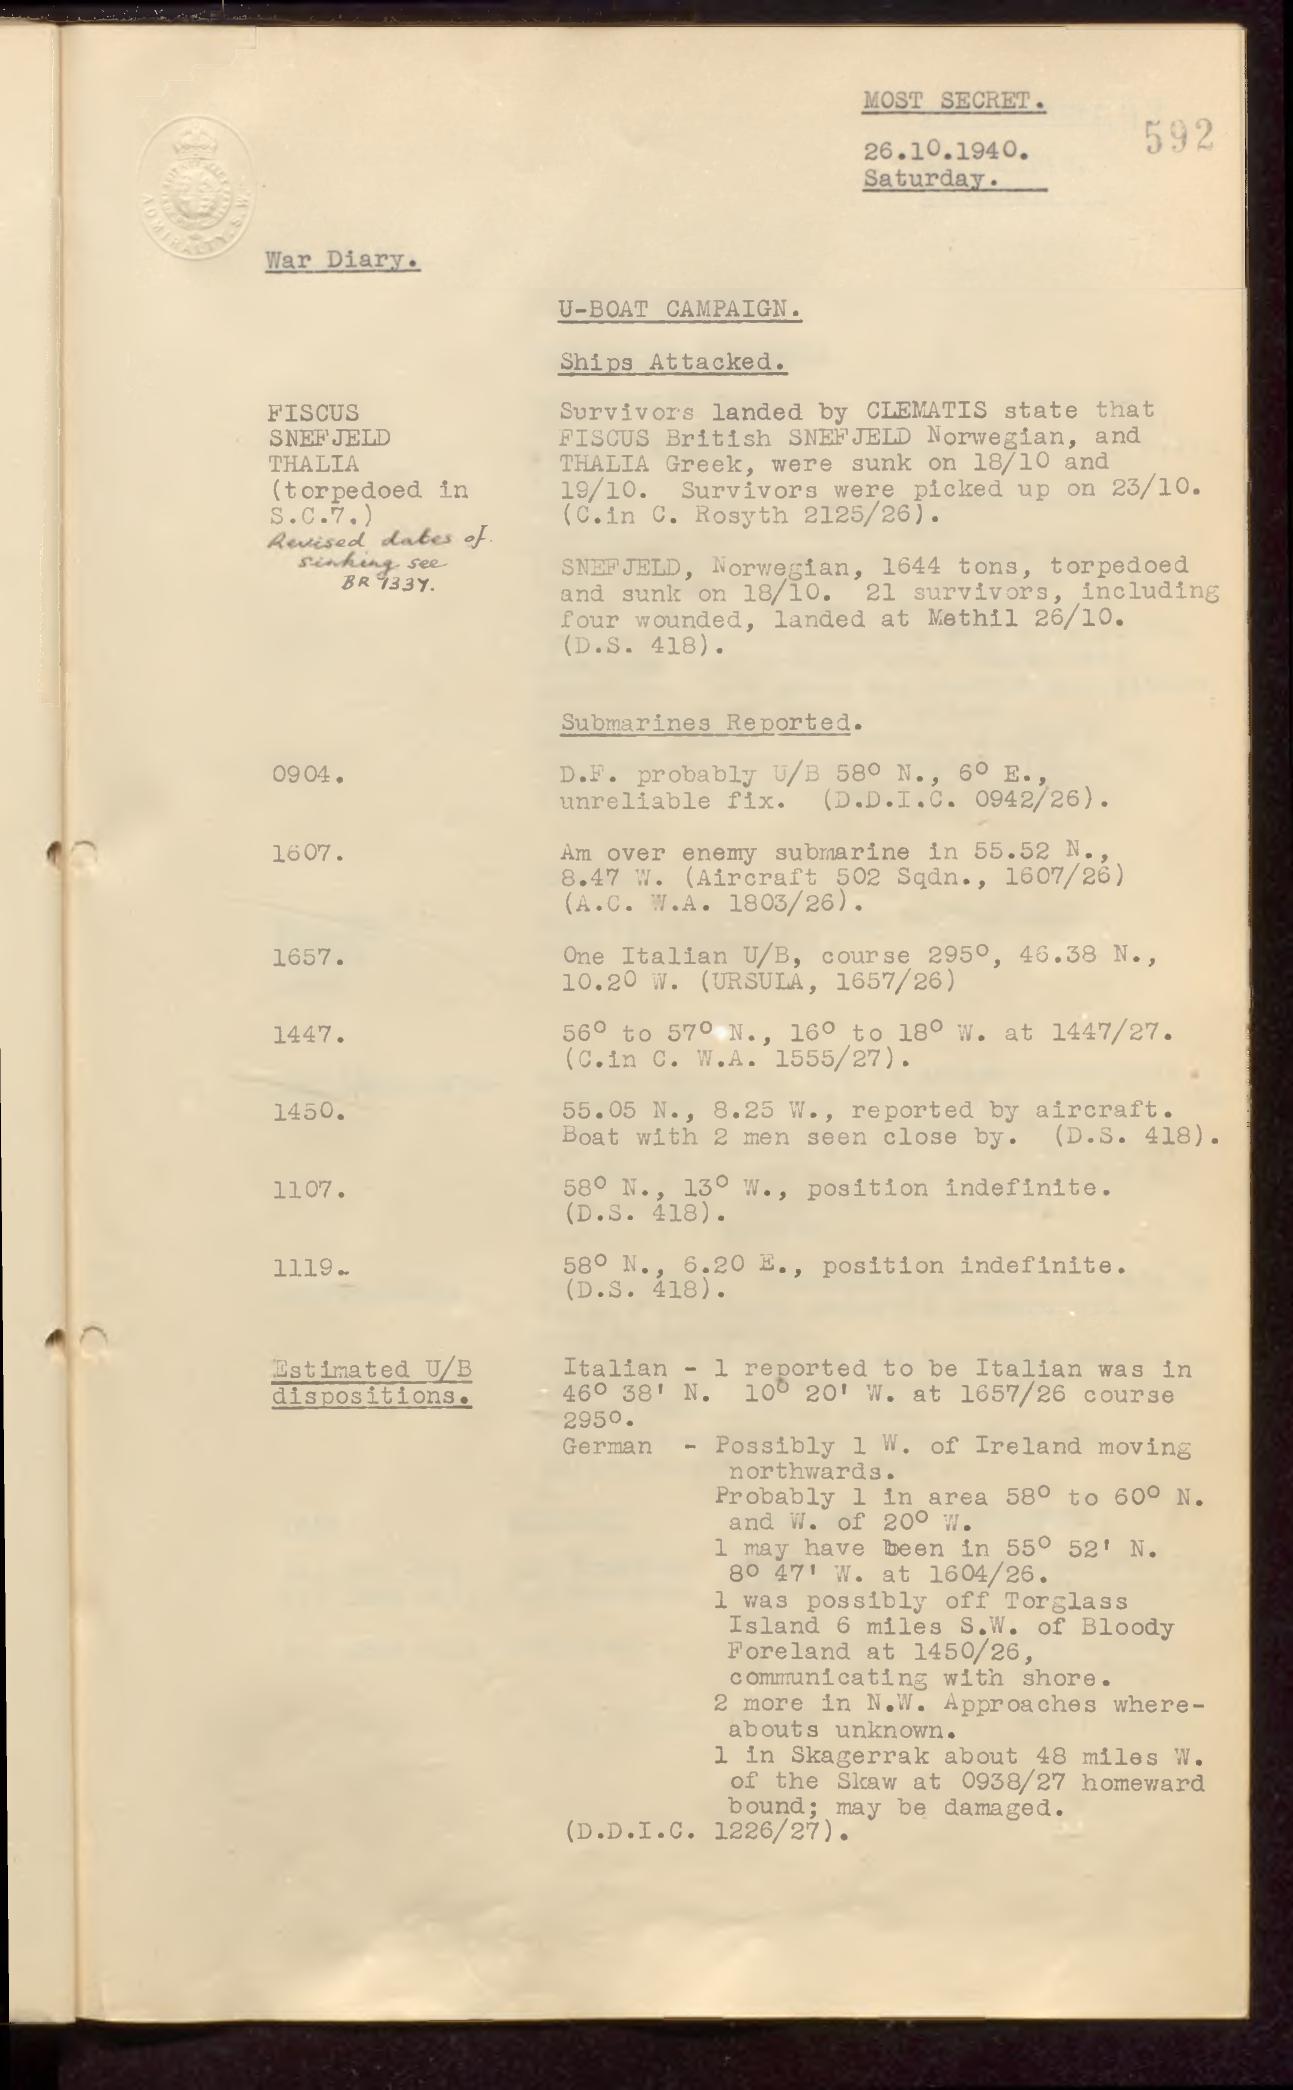 MOST SECRET.
592
26.10.1940.
Saturday.
ADMIRALTY. S.W.
War Diary.
U-BOAT CAMPAIGN.
Ships Attacked.
FISCUS
SNEFJELD
THALIA
(torpedoed in
S.C.7.)
Revised dates of
sinking see
BR 1337.
Survivors landed by CLEMATIS state that
FISCUS British SNEFJELD Norwegian, and
THALIA Greek, were sunk on 18/10 and
19/10. Survivors were picked up on 23/10.
(C.in C. Rosyth 2125/26).
SNEFJELD, Norwegian, 1644 tons, torpedoed
and sunk on 18/10. 21 survivors, including
four wounded, landed at Methil 26/10.
(D.S. 418).
Submarines Reported.
0904. D.F. probably U/B 58° N., 6° E.,
unreliable fix. (D.D.I.C. 0942/26).
1607. Am over enemy submarine in 55.52 N.,
8.47 W. (Aircraft 502 Sqdn., 1607/26)
(A.C. W.A. 1803/26).
1657. One Italian U/B, course 295°, 46.38 N.,
10.20 W. (URSULA, 1657/26)
1447. 56° to 57° N., 16° to 18° W. at 1447/27.
(C.in C. W.A. 1555/27).
1450. 55.05 N., 8.25 W., reported by aircraft.
Boat with 2 men seen close by. (D.S. 418).
1107. 58° N., 13° W., position indefinite.
(D.S. 418).
1119. 58° N., 6.20 E., position indefinite.
(D.S. 418).
Estimated U/B
dispositions.
Italian - 1 reported to be Italian was in
46° 38' N. 10° 20' W. at 1657/26 course
295°.
German - Possibly 1 W. of Ireland moving
northwards.
Probably 1 in area 58° to 60° N.
and W. of 20° W.
1 may have been in 55° 52' N.
8° 47' W. at 1604/26.
1 was possibly off Torglass
Island 6 miles S.W. of Bloody
Foreland at 1450/26,
communicating with shore.
2 more in N.W. Approaches where-
abouts unknown.
1 in Skagerrak about 48 miles W.
of the Skaw at 0938/27 homeward
bound; may be damaged.
(D.D.I.C. 1226/27).